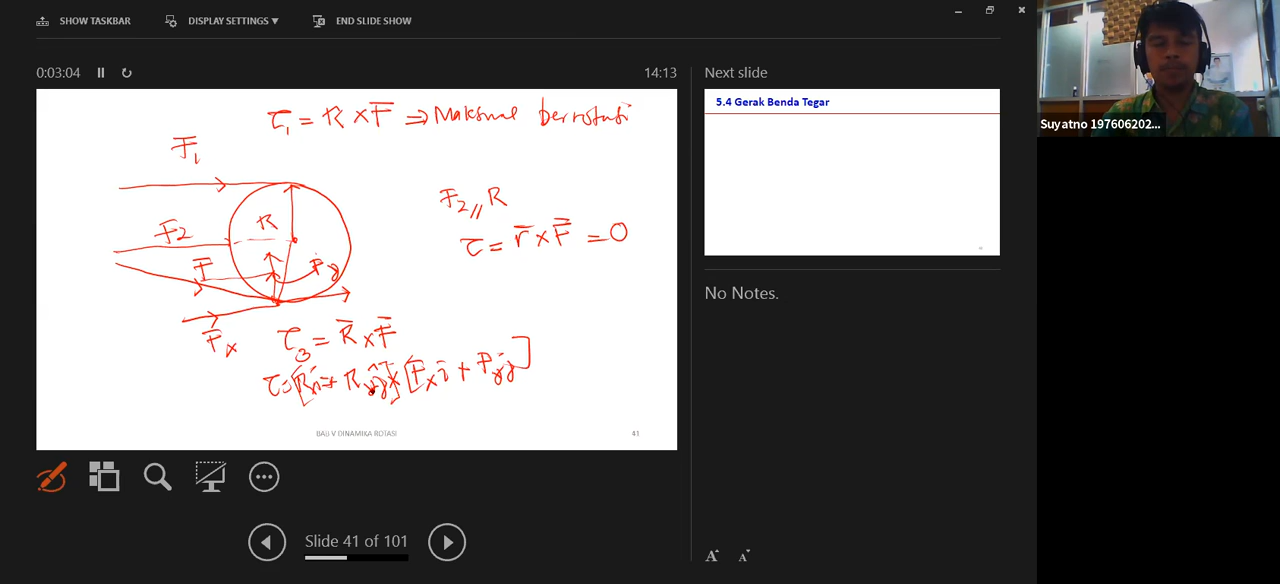 SHOW TASKBAR DISPLAY SETTINGS ▼ END SLIDE SHOW
0:03:04 14:13
Next slide
τ₁ = R × F̄ ⇒ Maksimal berrotasi
F₁
F₂ // R
R
F₂
τ = r̄ × F̄ = 0
F
Fy
Fx
τ₃ = R̄ × F̄
BAB V DINAMIKA ROTASI 41
5.4 Gerak Benda Tegar
No Notes.
Suyatno 197606202...
Slide 41 of 101
A A